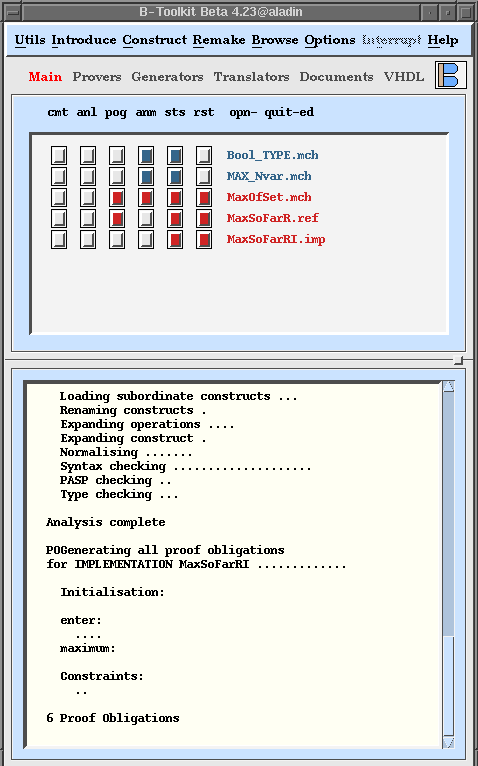 B-Toolkit Beta 4.23@aladin
Utils Introduce Construct Remake Browse Options Interrupt Help
Main Provers Generators Translators Documents VHDL B
cmt anl pog anm sts rst opn- quit-ed
Bool_TYPE.mch
MAX_Nvar.mch
MaxOfSet.mch
MaxSoFarR.ref
MaxSoFarRI.imp
Loading subordinate constructs ...
Renaming constructs .
Expanding operations ....
Expanding construct .
Normalising .......
Syntax checking ....................
PASP checking ..
Type checking ...
Analysis complete
POGenerating all proof obligations
for IMPLEMENTATION MaxSoFarRI .............
Initialisation:
enter:
....
maximum:
Constraints:
..
6 Proof Obligations